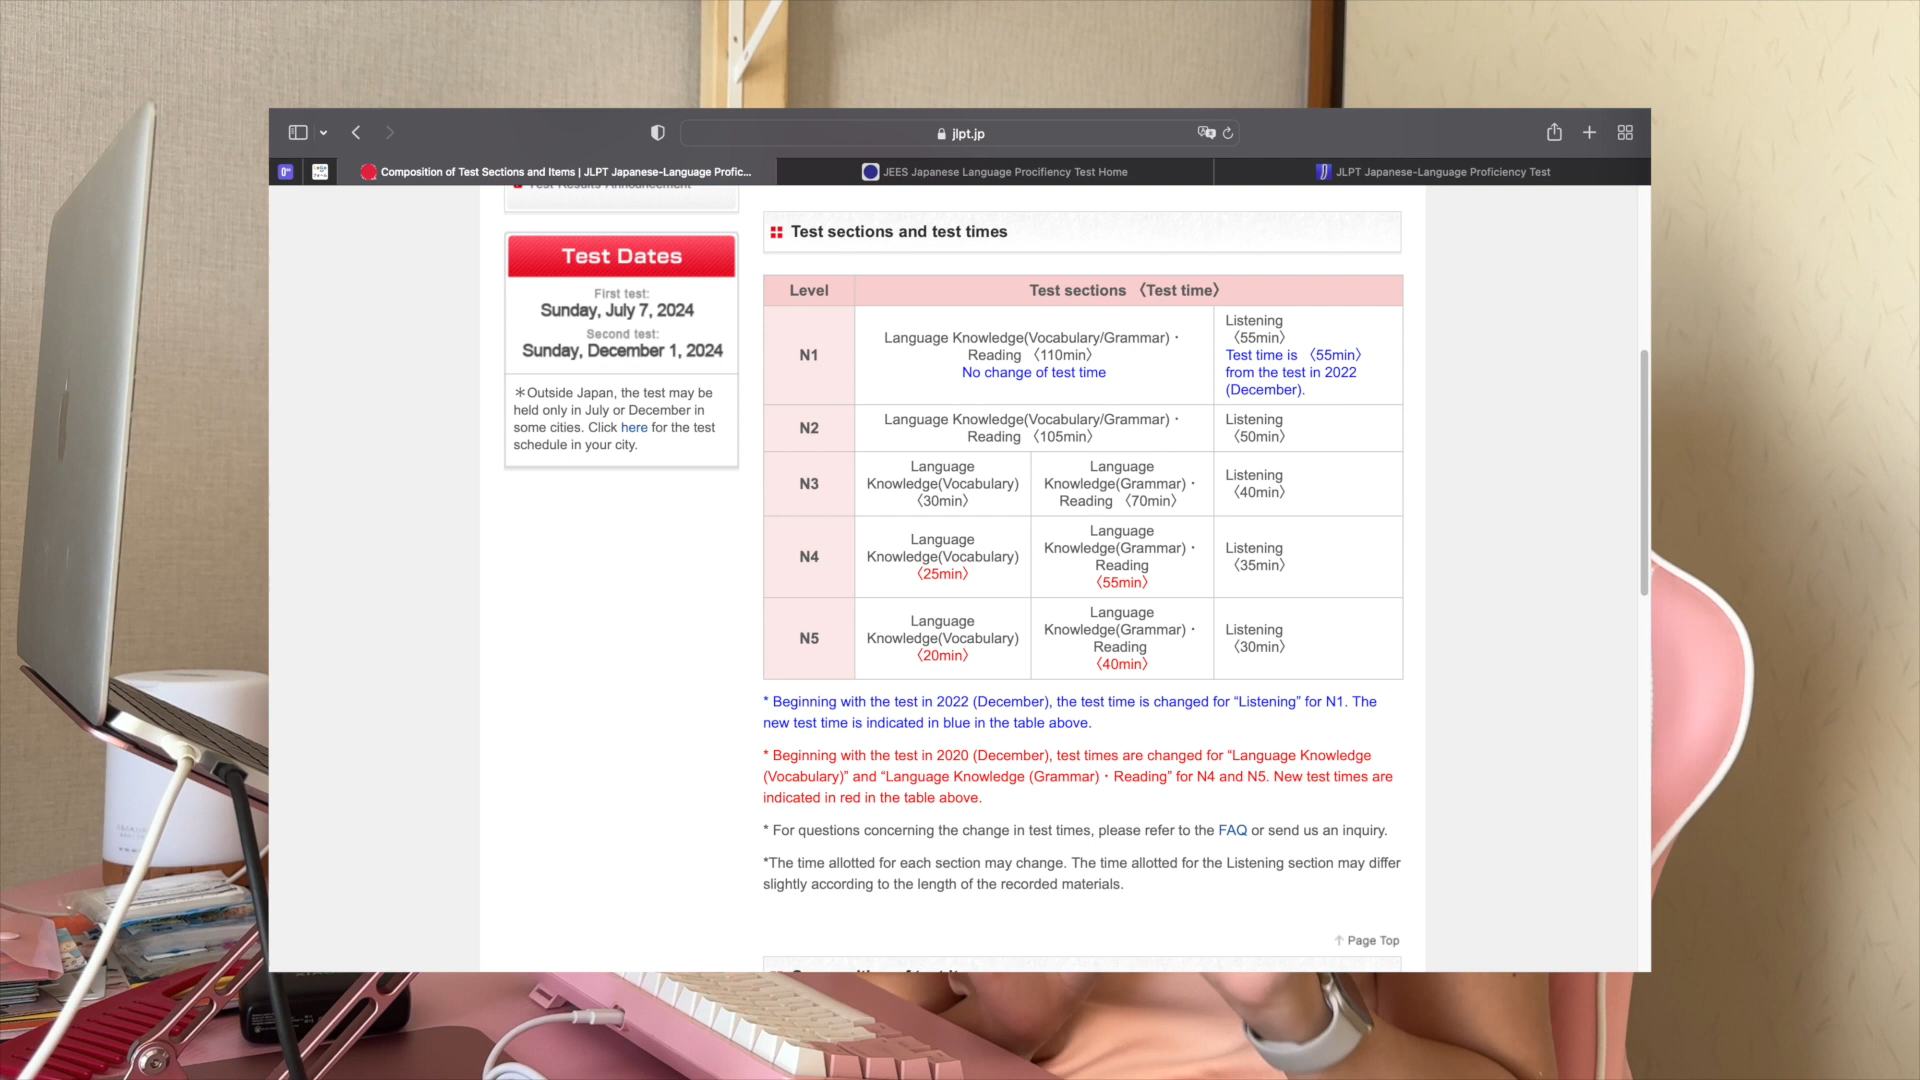 jlpt.jp
Composition of Test Sections and Items | JLPT Japanese-Language Profic...
JEES Japanese Language Procifiency Test Home
JLPT Japanese-Language Proficiency Test
Test Results Announcement
Test Dates
First test:
Sunday, July 7, 2024
Second test:
Sunday, December 1, 2024
＊Outside Japan, the test may be
held only in July or December in
some cities. Click here for the test
schedule in your city.
Test sections and test times
Level
Test sections 〈Test time〉
N1
Language Knowledge(Vocabulary/Grammar)・
Reading 〈110min〉
No change of test time
Listening
〈55min〉
Test time is 〈55min〉
from the test in 2022
(December).
N2
Language Knowledge(Vocabulary/Grammar)・
Reading 〈105min〉
Listening
〈50min〉
N3
Language
Knowledge(Vocabulary)
〈30min〉
Language
Knowledge(Grammar)・
Reading 〈70min〉
Listening
〈40min〉
N4
Language
Knowledge(Vocabulary)
〈25min〉
Language
Knowledge(Grammar)・
Reading
〈55min〉
Listening
〈35min〉
N5
Language
Knowledge(Vocabulary)
〈20min〉
Language
Knowledge(Grammar)・
Reading
〈40min〉
Listening
〈30min〉
* Beginning with the test in 2022 (December), the test time is changed for “Listening” for N1. The
new test time is indicated in blue in the table above.
* Beginning with the test in 2020 (December), test times are changed for “Language Knowledge
(Vocabulary)” and “Language Knowledge (Grammar)・Reading” for N4 and N5. New test times are
indicated in red in the table above.
* For questions concerning the change in test times, please refer to the FAQ or send us an inquiry.
*The time allotted for each section may change. The time allotted for the Listening section may differ
slightly according to the length of the recorded materials.
↑ Page Top